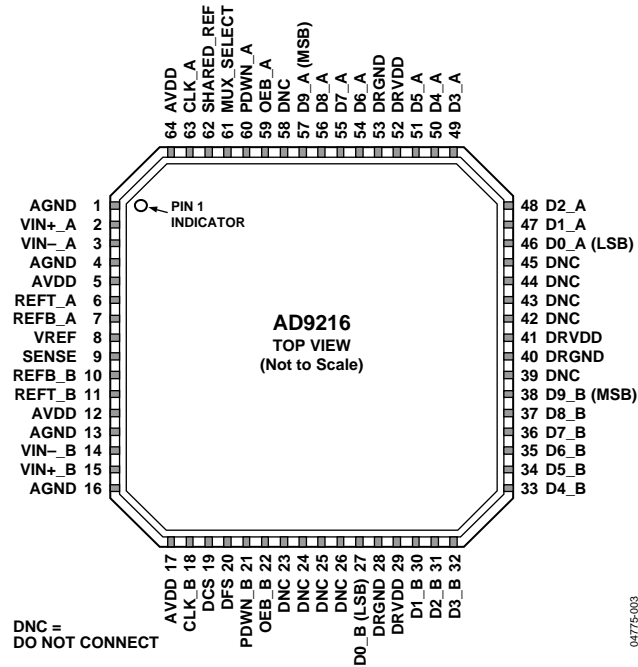 64 AVDD
63 CLK_A
62 SHARED_REF
61 MUX_SELECT
60 PDWN_A
59 OEB_A
58 DNC
57 D9_A (MSB)
56 D8_A
55 D7_A
54 D6_A
53 DRGND
52 DRVDD
51 D5_A
50 D4_A
49 D3_A
AGND 1
VIN+_A 2
VIN–_A 3
AGND 4
AVDD 5
REFT_A 6
REFB_A 7
VREF 8
SENSE 9
REFB_B 10
REFT_B 11
AVDD 12
AGND 13
VIN–_B 14
VIN+_B 15
AGND 16
PIN 1
INDICATOR
AD9216
TOP VIEW
(Not to Scale)
48 D2_A
47 D1_A
46 D0_A (LSB)
45 DNC
44 DNC
43 DNC
42 DNC
41 DRVDD
40 DRGND
39 DNC
38 D9_B (MSB)
37 D8_B
36 D7_B
35 D6_B
34 D5_B
33 D4_B
AVDD 17
CLK_B 18
DCS 19
DFS 20
PDWN_B 21
OEB_B 22
DNC 23
DNC 24
DNC 25
DNC 26
D0_B (LSB) 27
DRGND 28
DRVDD 29
D1_B 30
D2_B 31
D3_B 32
DNC =
DO NOT CONNECT
04775-003